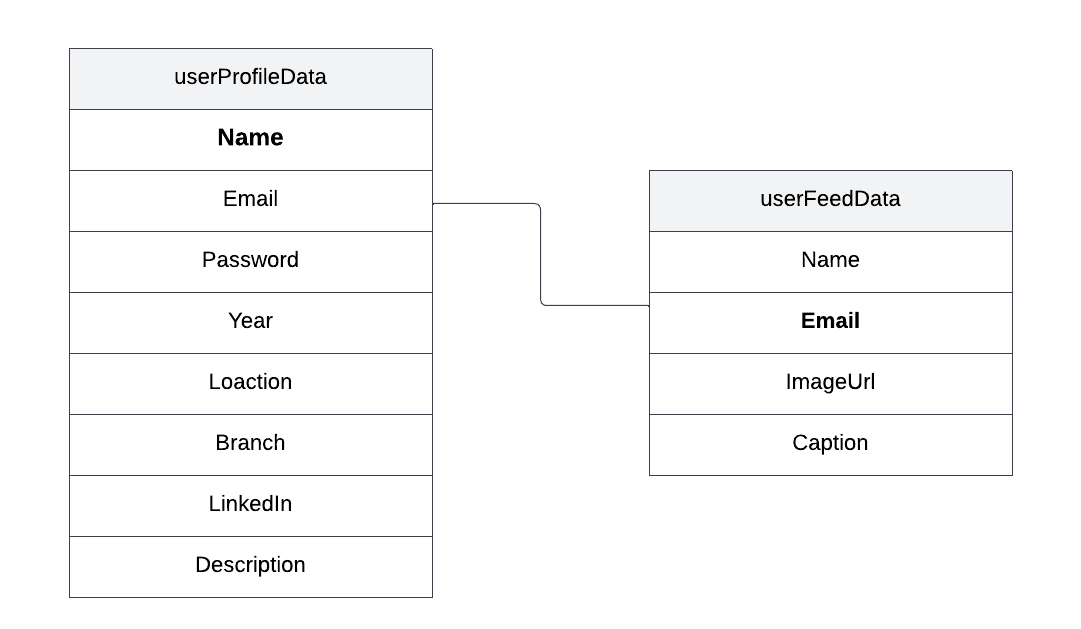 userProfileData
Name
Email
Password
Year
Loaction
Branch
LinkedIn
Description
userFeedData
Name
Email
ImageUrl
Caption